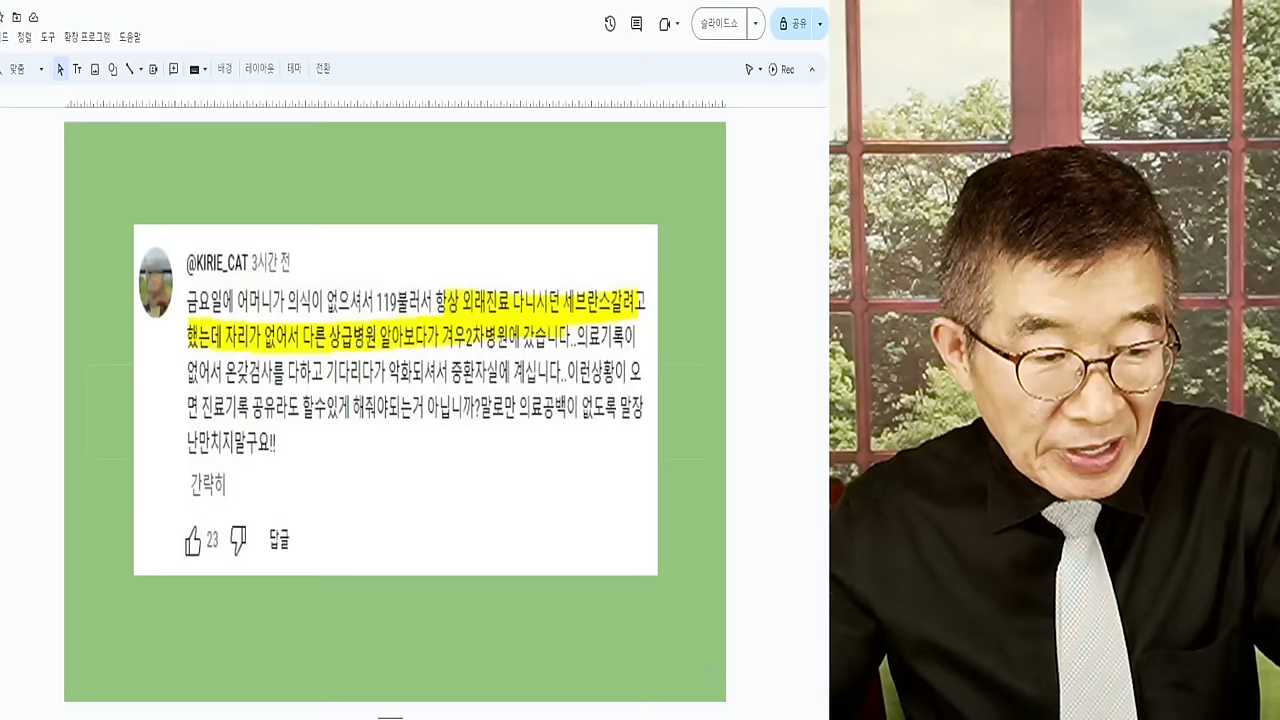 정렬 도구 확장 프로그램 도움말
슬라이드쇼
공유
맞춤
Tт
배경 레이아웃 테마 전환
Rec
@KIRIE_CAT 3시간 전
금요일에 어머니가 의식이 없으셔서 119불러서 항상 외래진료 다니시던 세브란스갈려고
했는데 자리가 없어서 다른 상급병원 알아보다가 겨우2차병원에 갔습니다..의료기록이
없어서 온갖검사를 다하고 기다리다가 악화되셔서 중환자실에 계십니다..이런상황이 오
면 진료기록 공유라도 할수있게 해줘야되는거 아닙니까?말로만 의료공백이 없도록 말장
난만치지말구요!!
간략히
23
답글